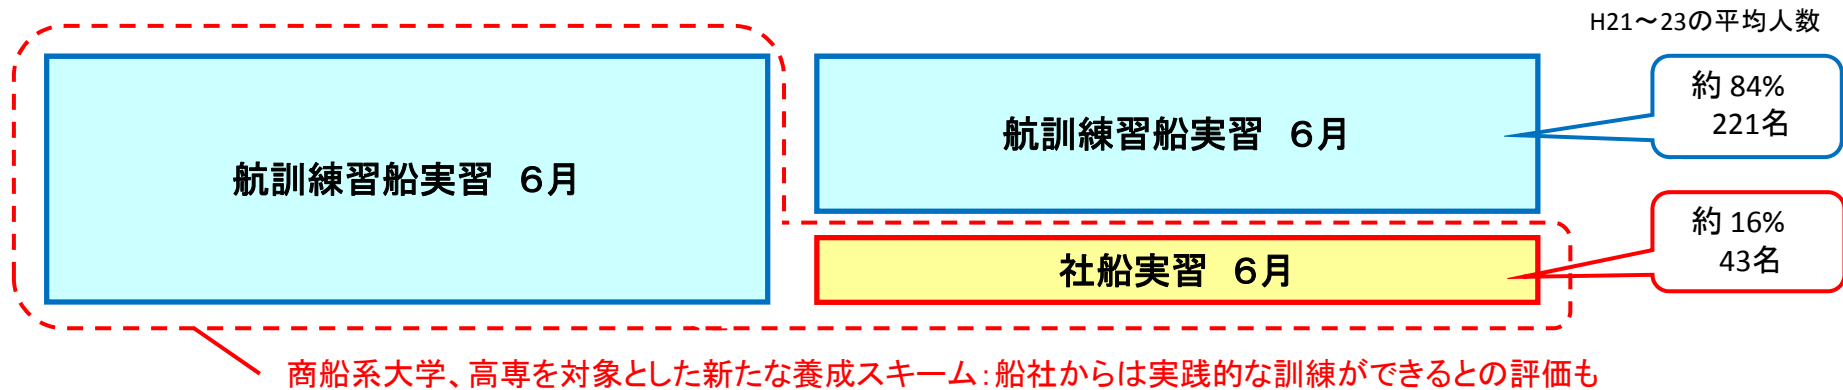 H21～23の平均人数
航訓練習船実習　６月
航訓練習船実習　６月
約 84%
221名
社船実習　６月
約 16%
43名
商船系大学、高専を対象とした新たな養成スキーム：船社からは実践的な訓練ができるとの評価も